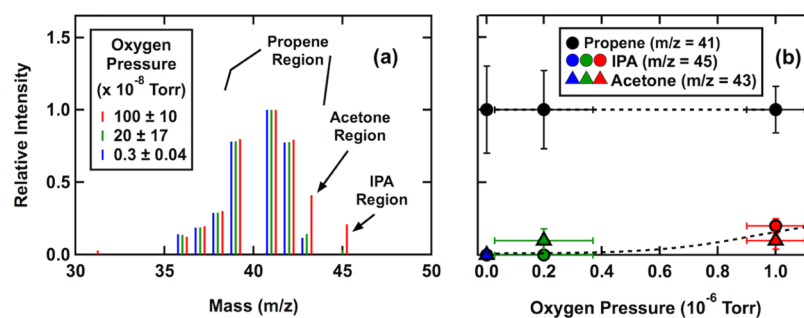 1.5
1.0
0.5
0.0
Relative Intensity
Oxygen
Pressure
(x 10⁻⁸ Torr)
100 ± 10
20 ± 17
0.3 ± 0.04
Propene
Region
(a)
Acetone
Region
IPA
Region
30
35
40
45
50
Mass (m/z)
Propene (m/z = 41)
IPA (m/z = 45)
Acetone (m/z = 43)
(b)
0.0
0.2
0.4
0.6
0.8
1.0
Oxygen Pressure (10⁻⁶ Torr)